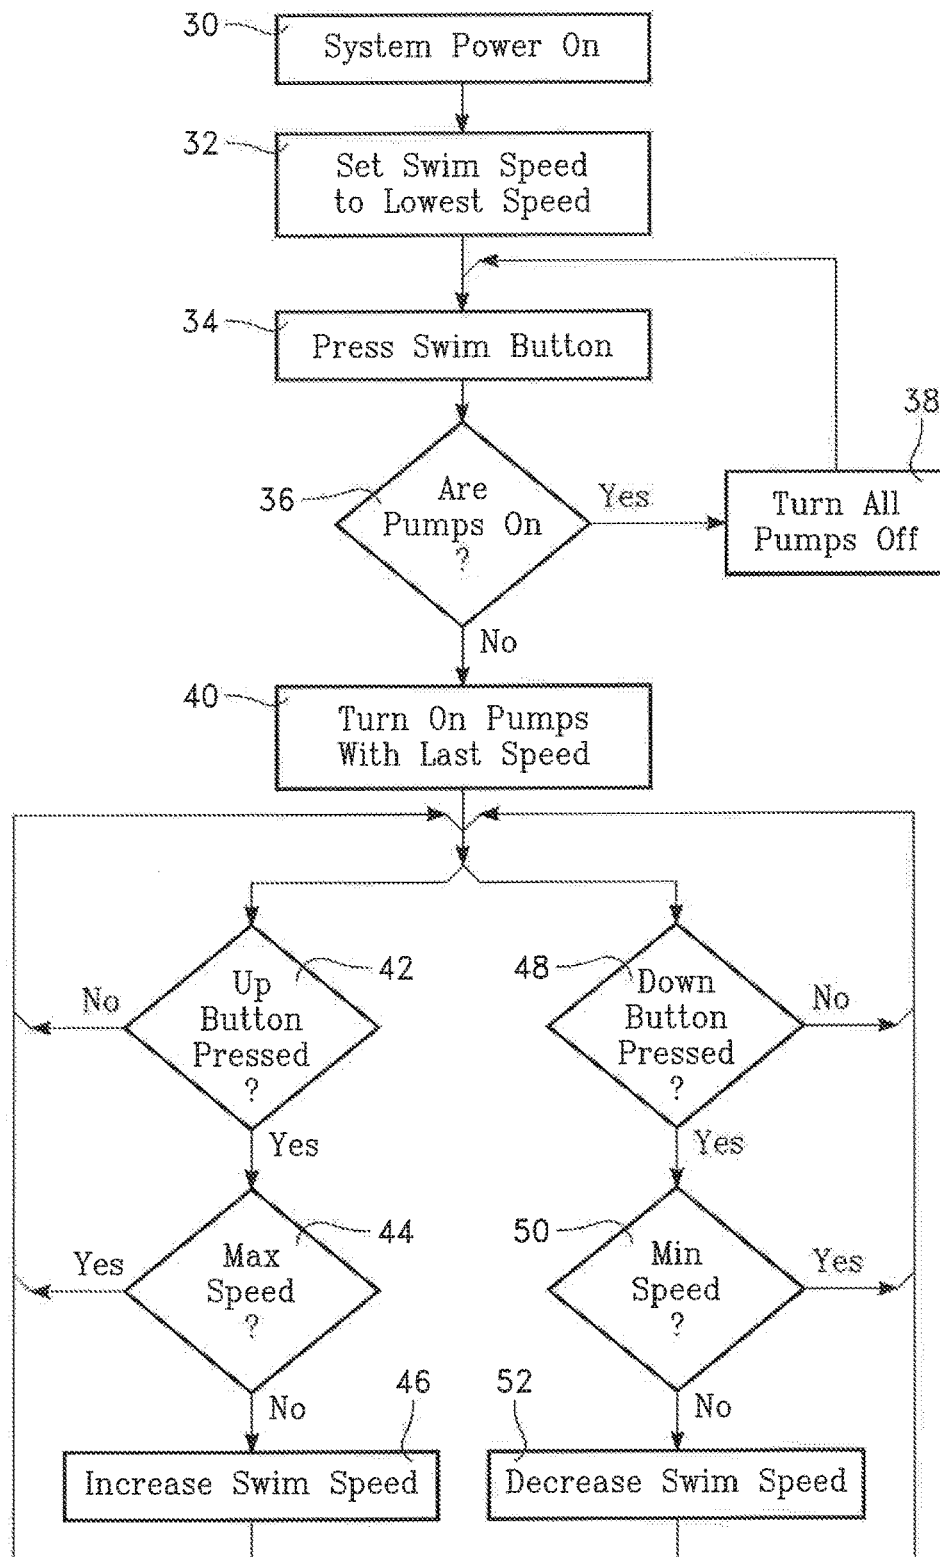 30
System Power On
32
Set Swim Speed
to Lowest Speed
34
Press Swim Button
38
36
Are
Pumps On
?
Yes
Turn All
Pumps Off
No
40
Turn On Pumps
With Last Speed
42
Up
Button
Pressed
?
No
48
Down
Button
Pressed
?
No
Yes
Yes
44
Max
Speed
?
Yes
50
Min
Speed
?
Yes
No
46
Increase Swim Speed
No
52
Decrease Swim Speed